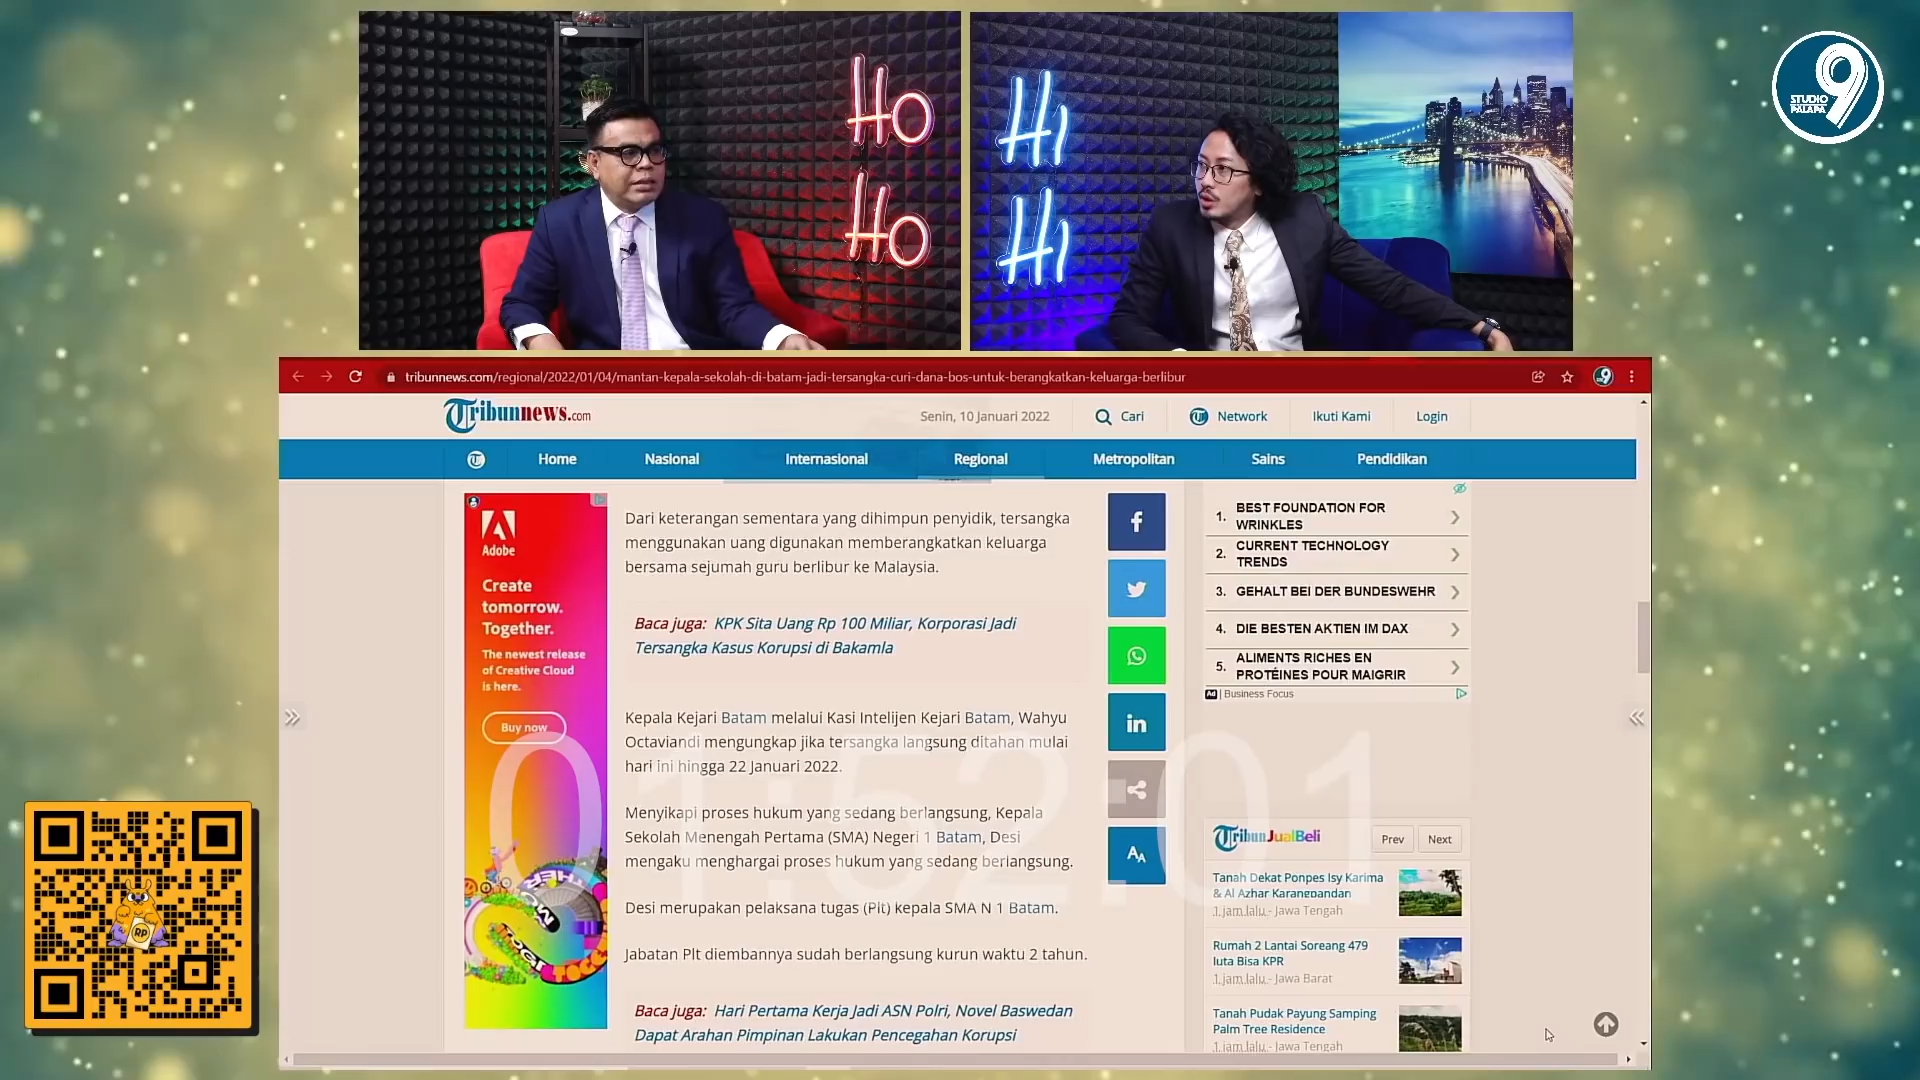 HO
HO
HI
HI
9
STUDIO
PALAPA
tribunnews.com/regional/2022/01/04/mantan-kepala-sekolah-di-batam-jadi-tersangka-curi-dana-bos-untuk-berangkatkan-keluarga-berlibur
Tribunnews.com
Senin, 10 Januari 2022
Cari
Network
Ikuti Kami
Login
Home
Nasional
Internasional
Regional
Metropolitan
Sains
Pendidikan
Adobe
Create
tomorrow.
Together.
The newest release
of Creative Cloud
is here.
Buy now
Dari keterangan sementara yang dihimpun penyidik, tersangka
menggunakan uang digunakan memberangkatkan keluarga
bersama sejumah guru berlibur ke Malaysia.
Baca juga: KPK Sita Uang Rp 100 Miliar, Korporasi Jadi
Tersangka Kasus Korupsi di Bakamla
Kepala Kejari Batam melalui Kasi Intelijen Kejari Batam, Wahyu
Octaviandi mengungkap jika tersangka langsung ditahan mulai
hari ini hingga 22 Januari 2022.
Menyikapi proses hukum yang sedang berlangsung, Kepala
Sekolah Menengah Pertama (SMA) Negeri 1 Batam, Desi
mengaku menghargai proses hukum yang sedang berlangsung.
Desi merupakan pelaksana tugas (Plt) kepala SMA N 1 Batam.
Jabatan Plt diembannya sudah berlangsung kurun waktu 2 tahun.
Baca juga: Hari Pertama Kerja Jadi ASN Polri, Novel Baswedan
Dapat Arahan Pimpinan Lakukan Pencegahan Korupsi
01:52:01
1. BEST FOUNDATION FOR
WRINKLES
2. CURRENT TECHNOLOGY
TRENDS
3. GEHALT BEI DER BUNDESWEHR
4. DIE BESTEN AKTIEN IM DAX
5. ALIMENTS RICHES EN
PROTÉINES POUR MAIGRIR
Ad | Business Focus
TribunJualBeli
Prev
Next
Tanah Dekat Ponpes Isy Karima
& Al Azhar Karangpandan
1 jam lalu - Jawa Tengah
Rumah 2 Lantai Soreang 479
Juta Bisa KPR
1 jam lalu - Jawa Barat
Tanah Pudak Payung Samping
Palm Tree Residence
1 jam lalu - Jawa Tengah
RP